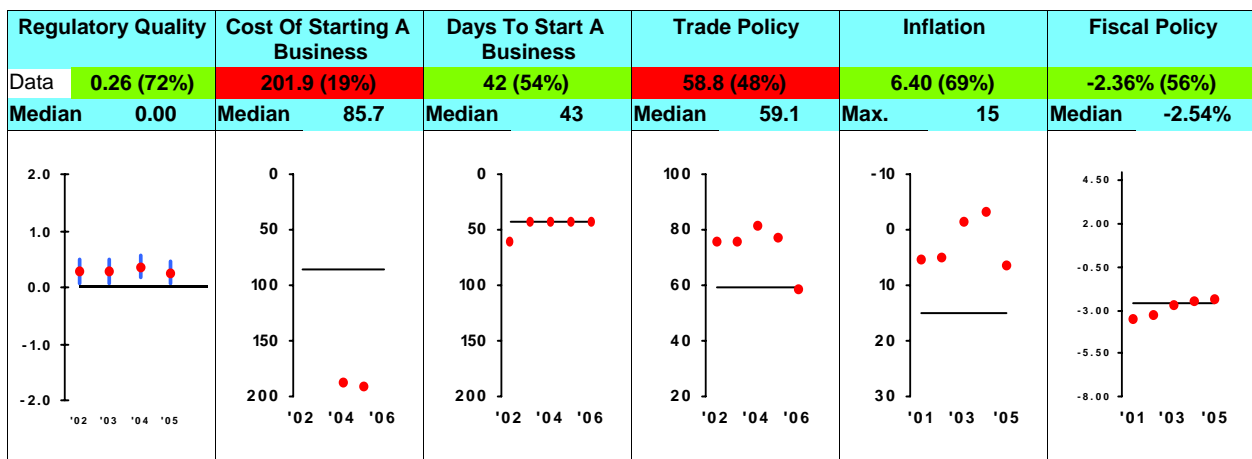 Regulatory Quality
Cost Of Starting A
Business
Days To Start A
Business
Trade Policy
Inflation
Fiscal Policy
Data 0.26 (72%)
201.9 (19%)
42 (54%)
58.8 (48%)
6.40 (69%)
-2.36% (56%)
Median 0.00
Median 85.7
Median 43
Median 59.1
Max. 15
Median -2.54%
2.0
1.0
0.0
-1.0
-2.0
'02 '03 '04 '05
0
50
100
150
200
'02 '04 '06
0
50
100
150
200
'02 '04 '06
100
80
60
40
20
'02 '04 '06
-10
0
10
20
30
'01 '03 '05
4.50
2.00
-0.50
-3.00
-5.50
-8.00
'01 '03 '05